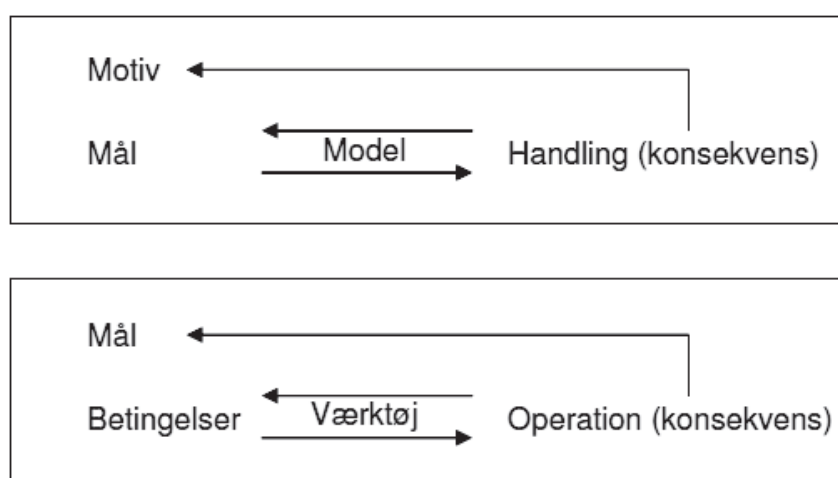 Motiv
Mål Model Handling (konsekvens)
Mål
Betingelser Værktøj Operation (konsekvens)